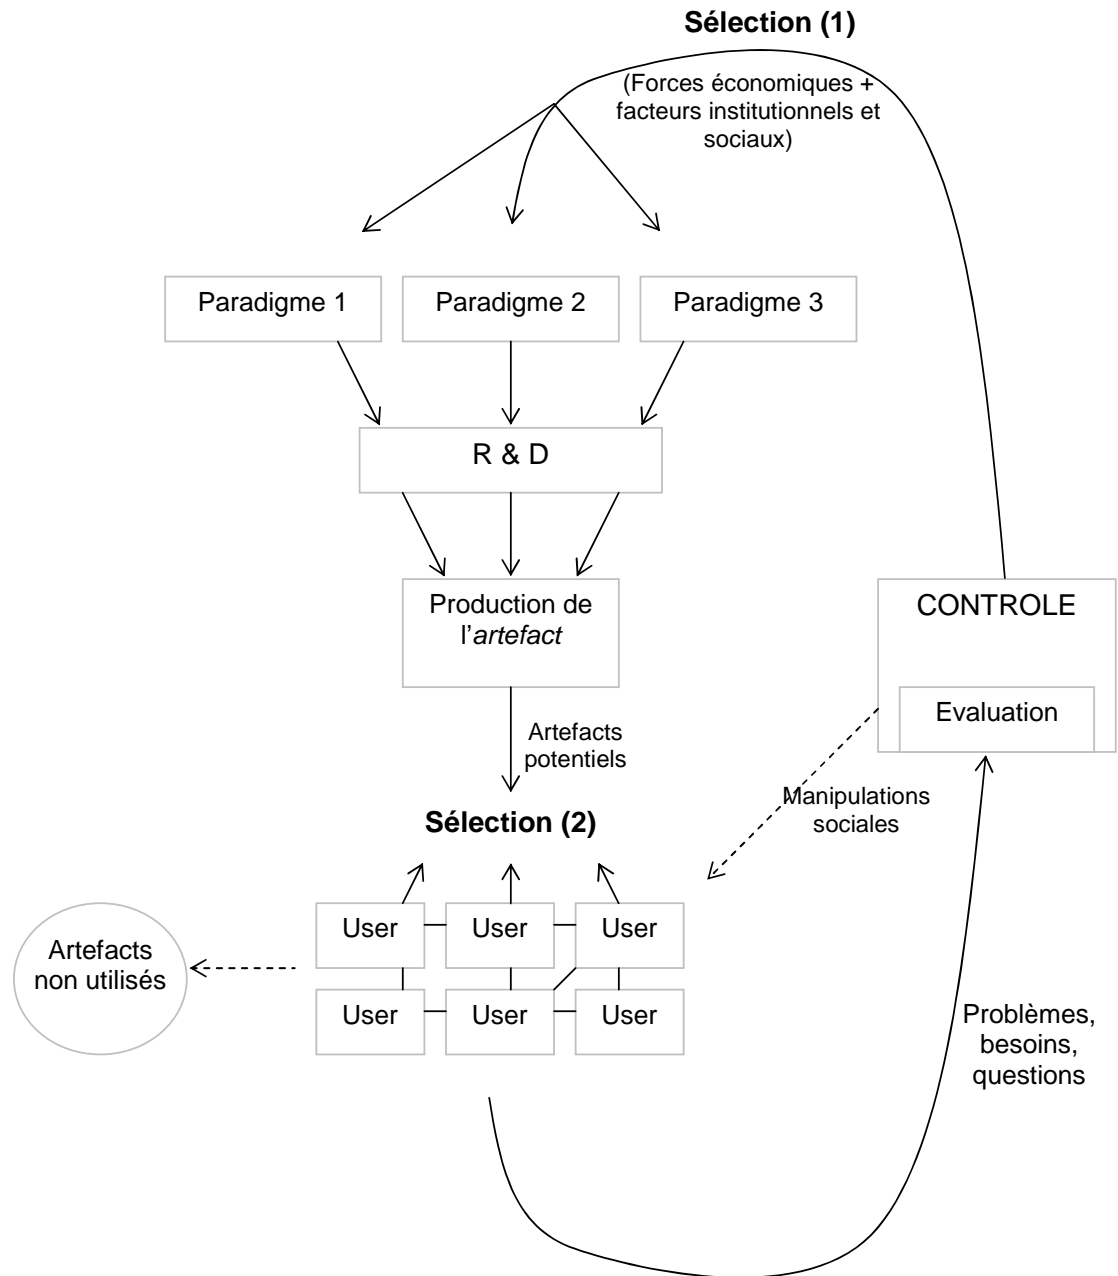 Sélection (1)
(Forces économiques +
facteurs institutionnels et
sociaux)
Paradigme 1
Paradigme 2
Paradigme 3
R & D
Production de
l'artefact
CONTROLE
Evaluation
Artefacts
potentiels
Manipulations
sociales
Sélection (2)
User
User
User
Artefacts
non utilisés
User
User
User
Problèmes,
besoins,
questions